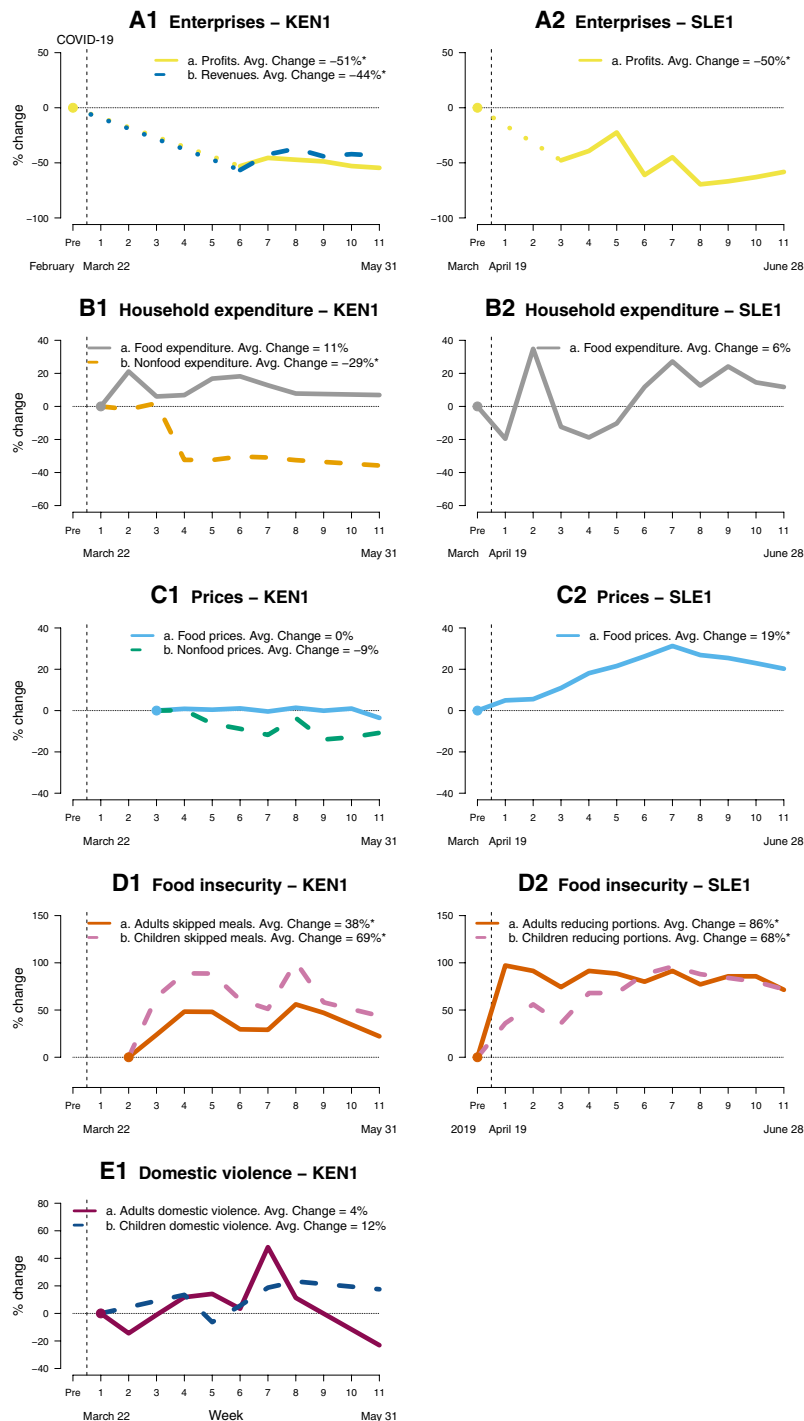 A1 Enterprises – KEN1
COVID-19
a. Profits. Avg. Change = −51%*
b. Revenues. Avg. Change = −44%*
% change
50
0
−50
−100
Pre 1 2 3 4 5 6 7 8 9 10 11
February March 22 May 31
A2 Enterprises – SLE1
a. Profits. Avg. Change = −50%*
50
0
−50
−100
Pre 1 2 3 4 5 6 7 8 9 10 11
March April 19 June 28
B1 Household expenditure – KEN1
a. Food expenditure. Avg. Change = 11%
b. Nonfood expenditure. Avg. Change = −29%*
% change
40
20
0
−20
−40
−60
Pre 1 2 3 4 5 6 7 8 9 10 11
March 22 May 31
B2 Household expenditure – SLE1
a. Food expenditure. Avg. Change = 6%
40
20
0
−20
−40
−60
Pre 1 2 3 4 5 6 7 8 9 10 11
March April 19 June 28
C1 Prices – KEN1
a. Food prices. Avg. Change = 0%
b. Nonfood prices. Avg. Change = −9%
% change
40
20
0
−20
−40
Pre 1 2 3 4 5 6 7 8 9 10 11
March 22 May 31
C2 Prices – SLE1
a. Food prices. Avg. Change = 19%*
40
20
0
−20
−40
Pre 1 2 3 4 5 6 7 8 9 10 11
March April 19 June 28
D1 Food insecurity – KEN1
a. Adults skipped meals. Avg. Change = 38%*
b. Children skipped meals. Avg. Change = 69%*
% change
150
100
50
0
Pre 1 2 3 4 5 6 7 8 9 10 11
March 22 May 31
D2 Food insecurity – SLE1
a. Adults reducing portions. Avg. Change = 86%*
b. Children reducing portions. Avg. Change = 68%*
150
100
50
0
Pre 1 2 3 4 5 6 7 8 9 10 11
2019 April 19 June 28
E1 Domestic violence – KEN1
a. Adults domestic violence. Avg. Change = 4%
b. Children domestic violence. Avg. Change = 12%
% change
80
60
40
20
0
−20
−40
Pre 1 2 3 4 5 6 7 8 9 10 11
March 22 Week May 31